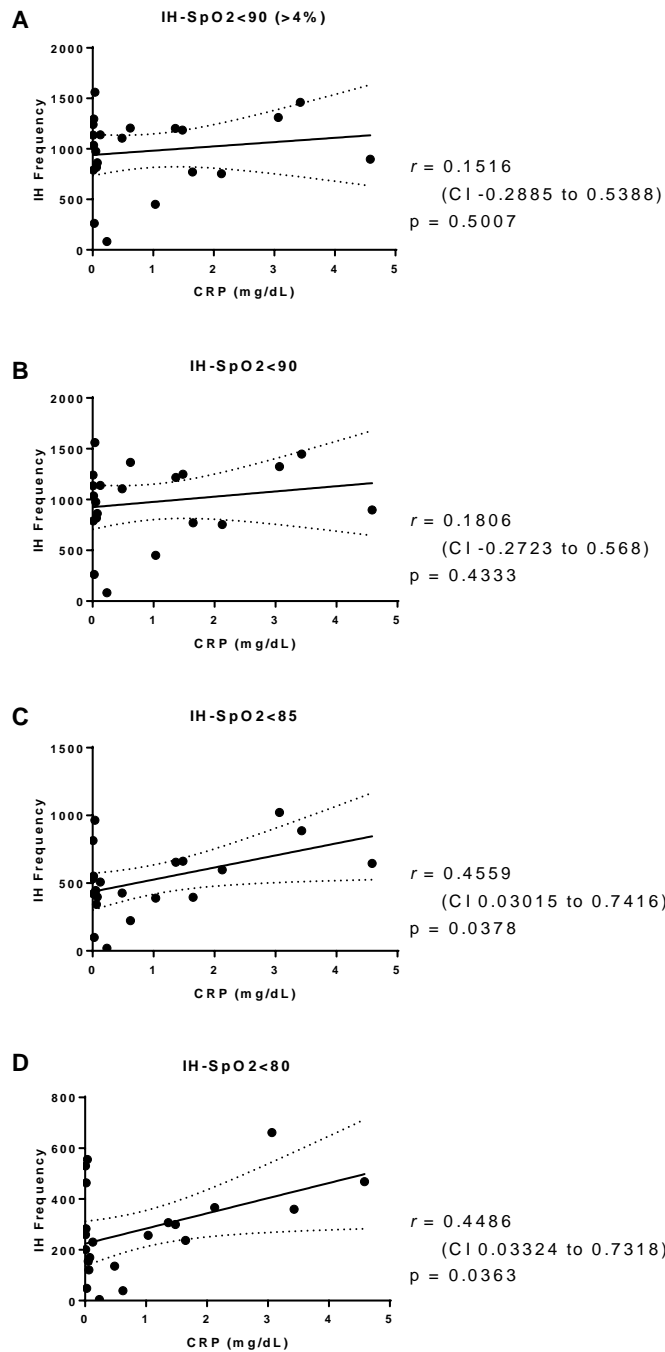 A
IH-SpO2<90 (>4%)
2000
1500
1000
500
0
IH Frequency
0 1 2 3 4 5
CRP (mg/dL)
r = 0.1516
(CI -0.2885 to 0.5388)
p = 0.5007
B
IH-SpO2<90
2000
1500
1000
500
0
IH Frequency
0 1 2 3 4 5
CRP (mg/dL)
r = 0.1806
(CI -0.2723 to 0.568)
p = 0.4333
C
IH-SpO2<85
1500
1000
500
0
IH Frequency
0 1 2 3 4 5
CRP (mg/dL)
r = 0.4559
(CI 0.03015 to 0.7416)
p = 0.0378
D
IH-SpO2<80
800
600
400
200
0
IH Frequency
0 1 2 3 4 5
CRP (mg/dL)
r = 0.4486
(CI 0.03324 to 0.7318)
p = 0.0363